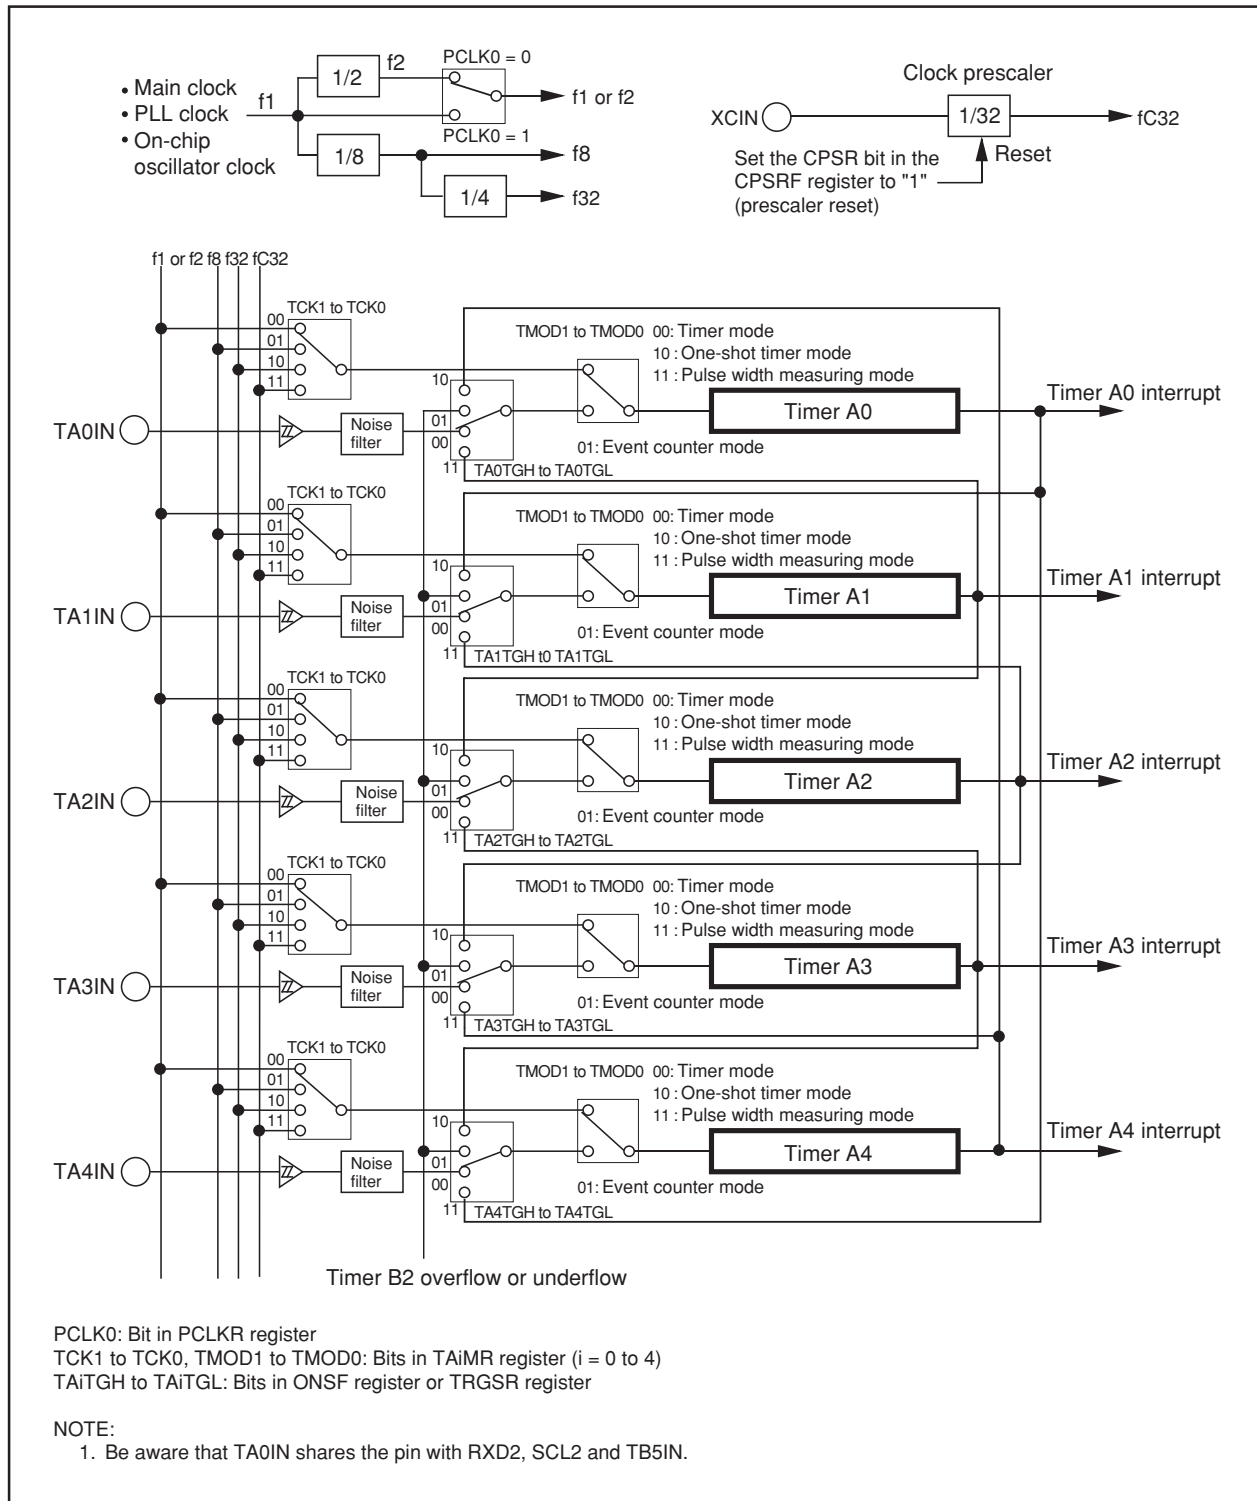 PCLK0 = 0
1/2
f2
• Main clock
• PLL clock
• On-chip
oscillator clock
f1
f1 or f2
PCLK0 = 1
1/8
f8
1/4
f32
Clock prescaler
XCIN
1/32
fC32
Reset
Set the CPSR bit in the
CPSRF register to "1"
(prescaler reset)
f1 or f2 f8 f32 fC32
TCK1 to TCK0
00
01
10
11
TMOD1 to TMOD0 00: Timer mode
10 : One-shot timer mode
11 : Pulse width measuring mode
10
01
00
11
TA0IN
Noise
filter
Timer A0
Timer A0 interrupt
01: Event counter mode
TA0TGH to TA0TGL
TCK1 to TCK0
00
01
10
11
TMOD1 to TMOD0 00: Timer mode
10 : One-shot timer mode
11 : Pulse width measuring mode
10
01
00
11
TA1IN
Noise
filter
Timer A1
Timer A1 interrupt
01: Event counter mode
TA1TGH t0 TA1TGL
TCK1 to TCK0
00
01
10
11
TMOD1 to TMOD0 00: Timer mode
10 : One-shot timer mode
11 : Pulse width measuring mode
10
01
00
11
TA2IN
Noise
filter
Timer A2
Timer A2 interrupt
01: Event counter mode
TA2TGH to TA2TGL
TCK1 to TCK0
00
01
10
11
TMOD1 to TMOD0 00: Timer mode
10 : One-shot timer mode
11 : Pulse width measuring mode
10
01
00
11
TA3IN
Noise
filter
Timer A3
Timer A3 interrupt
01: Event counter mode
TA3TGH to TA3TGL
TCK1 to TCK0
00
01
10
11
TMOD1 to TMOD0 00: Timer mode
10 : One-shot timer mode
11 : Pulse width measuring mode
10
01
00
11
TA4IN
Noise
filter
Timer A4
Timer A4 interrupt
01: Event counter mode
TA4TGH to TA4TGL
Timer B2 overflow or underflow
PCLK0: Bit in PCLKR register
TCK1 to TCK0, TMOD1 to TMOD0: Bits in TAiMR register (i = 0 to 4)
TAiTGH to TAiTGL: Bits in ONSF register or TRGSR register
NOTE:
1. Be aware that TA0IN shares the pin with RXD2, SCL2 and TB5IN.